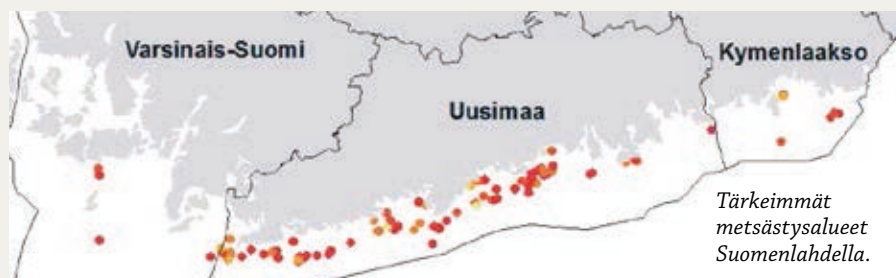 Varsinais-Suomi
Kymenlaakso
Uusimaa
Tärkeimmät
metsästysalueet
Suomenlahdella.